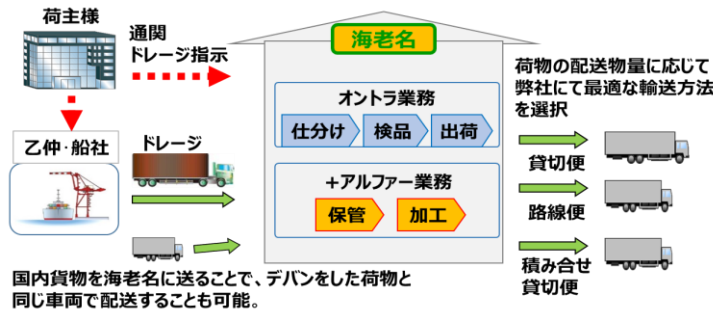 荷主様
通関
ドレージ指示
海老名
荷物の配送物量に応じて
弊社にて最適な輸送方法
を選択
オントラ業務
仕分け 検品 出荷
乙仲・船社
ドレージ
+アルファー業務
保管 加工
貸切便
路線便
積み合せ
貸切便
国内貨物を海老名に送ることで、デバンをした荷物と
同じ車両で配送することも可能。